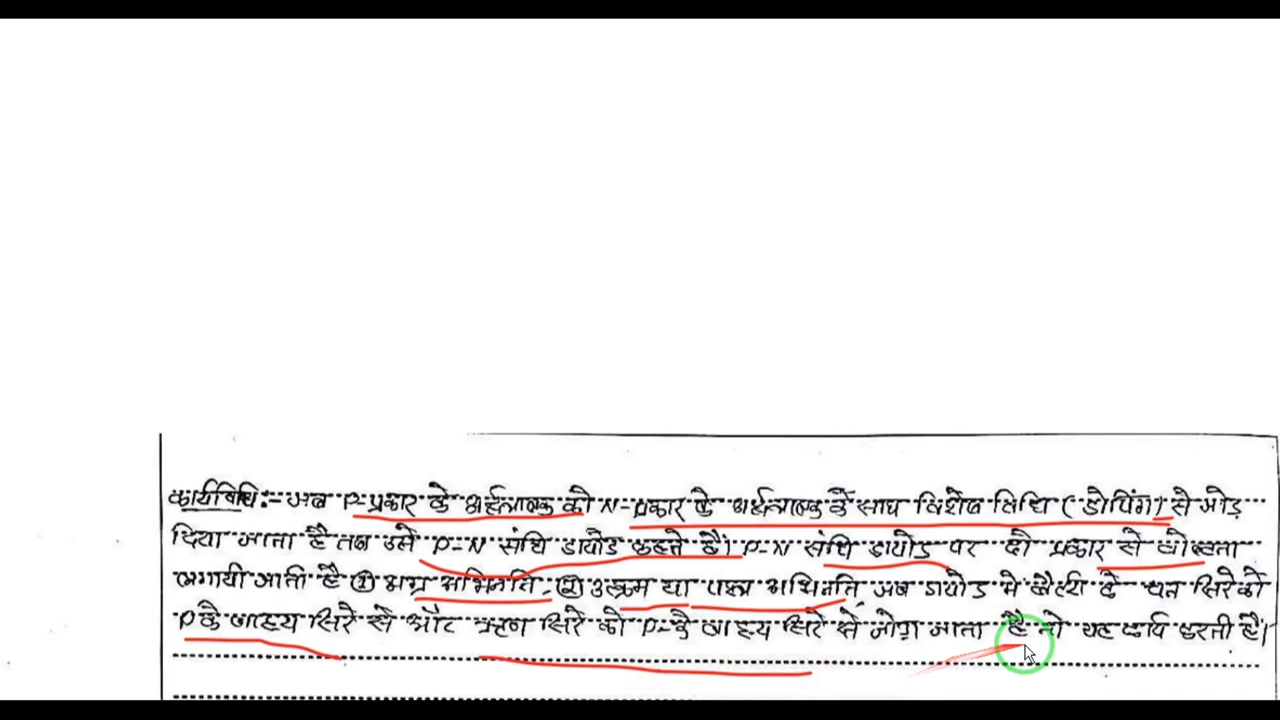 कार्यविधि:- जब P-प्रकार के अर्द्धचालक को N-प्रकार के अर्द्धचालक के साथ विशेष विधि (डोपिंग) से जोड़
दिया जाता है तब उसे P-N संधि डायोड कहते हैं। P-N संधि डायोड पर दो प्रकार से वोल्टता
लगायी जाती है ① अग्र अभिनति ② उत्क्रम या पश्च अभिनति, जब डायोड मे बैटरी के धन सिरे को
P के बाह्य सिरे से और ऋण सिरे को P-के बाह्य सिरे से जोड़ा जाता है तो यह कार्य करती है।